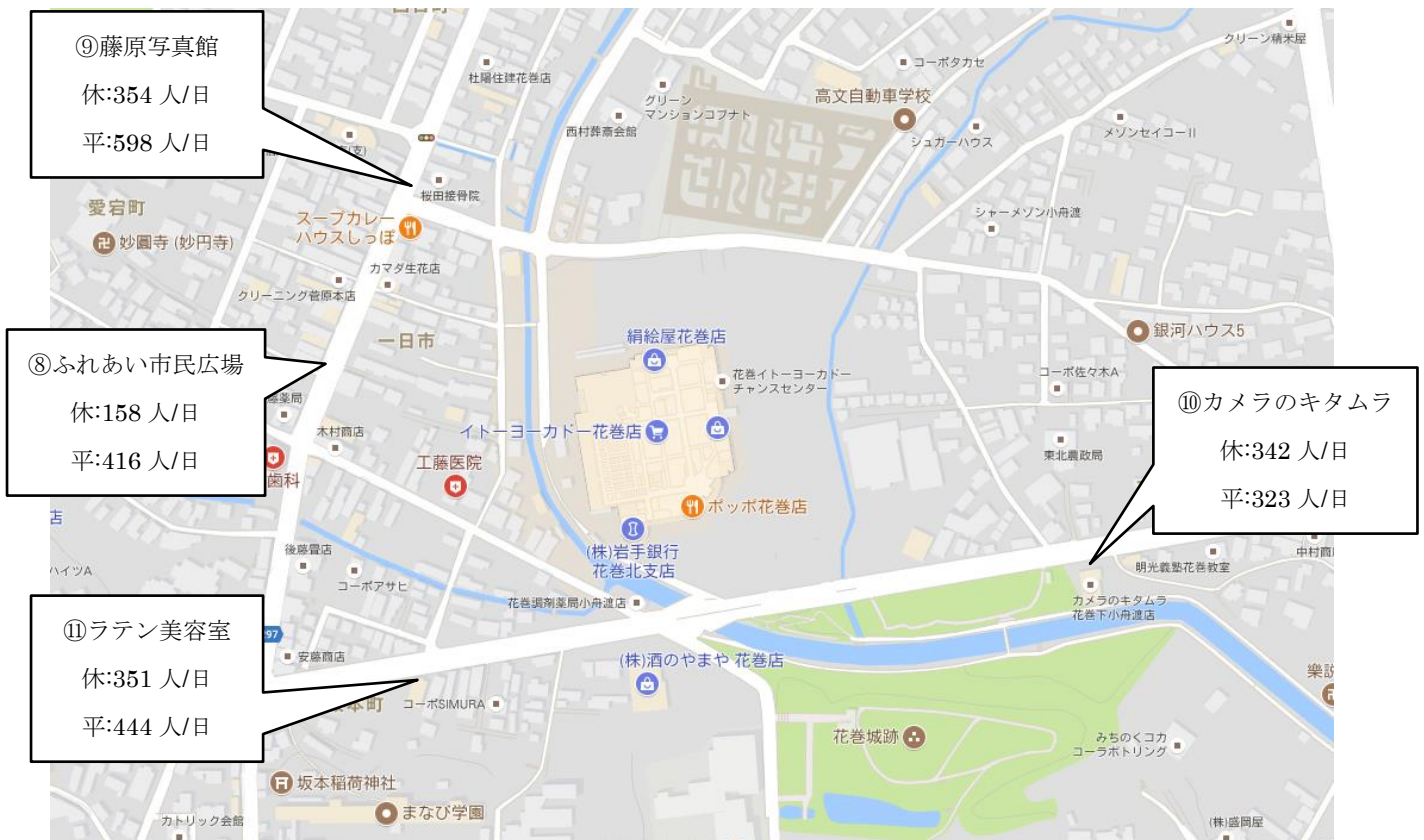 ⑨藤原写真館
休:354 人/日
平:598 人/日
⑧ふれあい市民広場
休:158 人/日
平:416 人/日
⑩カメラのキタムラ
休:342 人/日
平:323 人/日
⑪ラテン美容室
休:351 人/日
平:444 人/日
クリーン精米屋
杜陽住建花巻店
コーポタカセ
グリーン
マンションコブナト
高文自動車学校
西村葬斎会館
シュガーハウス
メゾンセイコーII
桜田接骨院
愛宕町
妙圓寺 (妙円寺)
スープカレー
ハウスしっぽ
シャーメゾン小舟渡
カマダ生花店
クリーニング菅原本店
一日市
絹絵屋花巻店
銀河ハウス5
花巻イトーヨーカドー
チャンスセンター
コーポ佐々木A
木村商店
イトーヨーカドー花巻店
工藤医院
歯科
東北農政局
ポッポ花巻店
店
(株)岩手銀行
花巻北支店
後藤畳店
ハイツA
コーポアサヒ
花巻調剤薬局小舟渡店
明光義塾花巻教室
カメラのキタムラ
花巻下小舟渡店
97
安藤商店
(株)酒のやまや 花巻店
コーポSIMURA
花巻城跡
みちのくコカ
コーラボトリング
坂本稲荷神社
まなび学園
カトリック会館
(株)盛岡屋